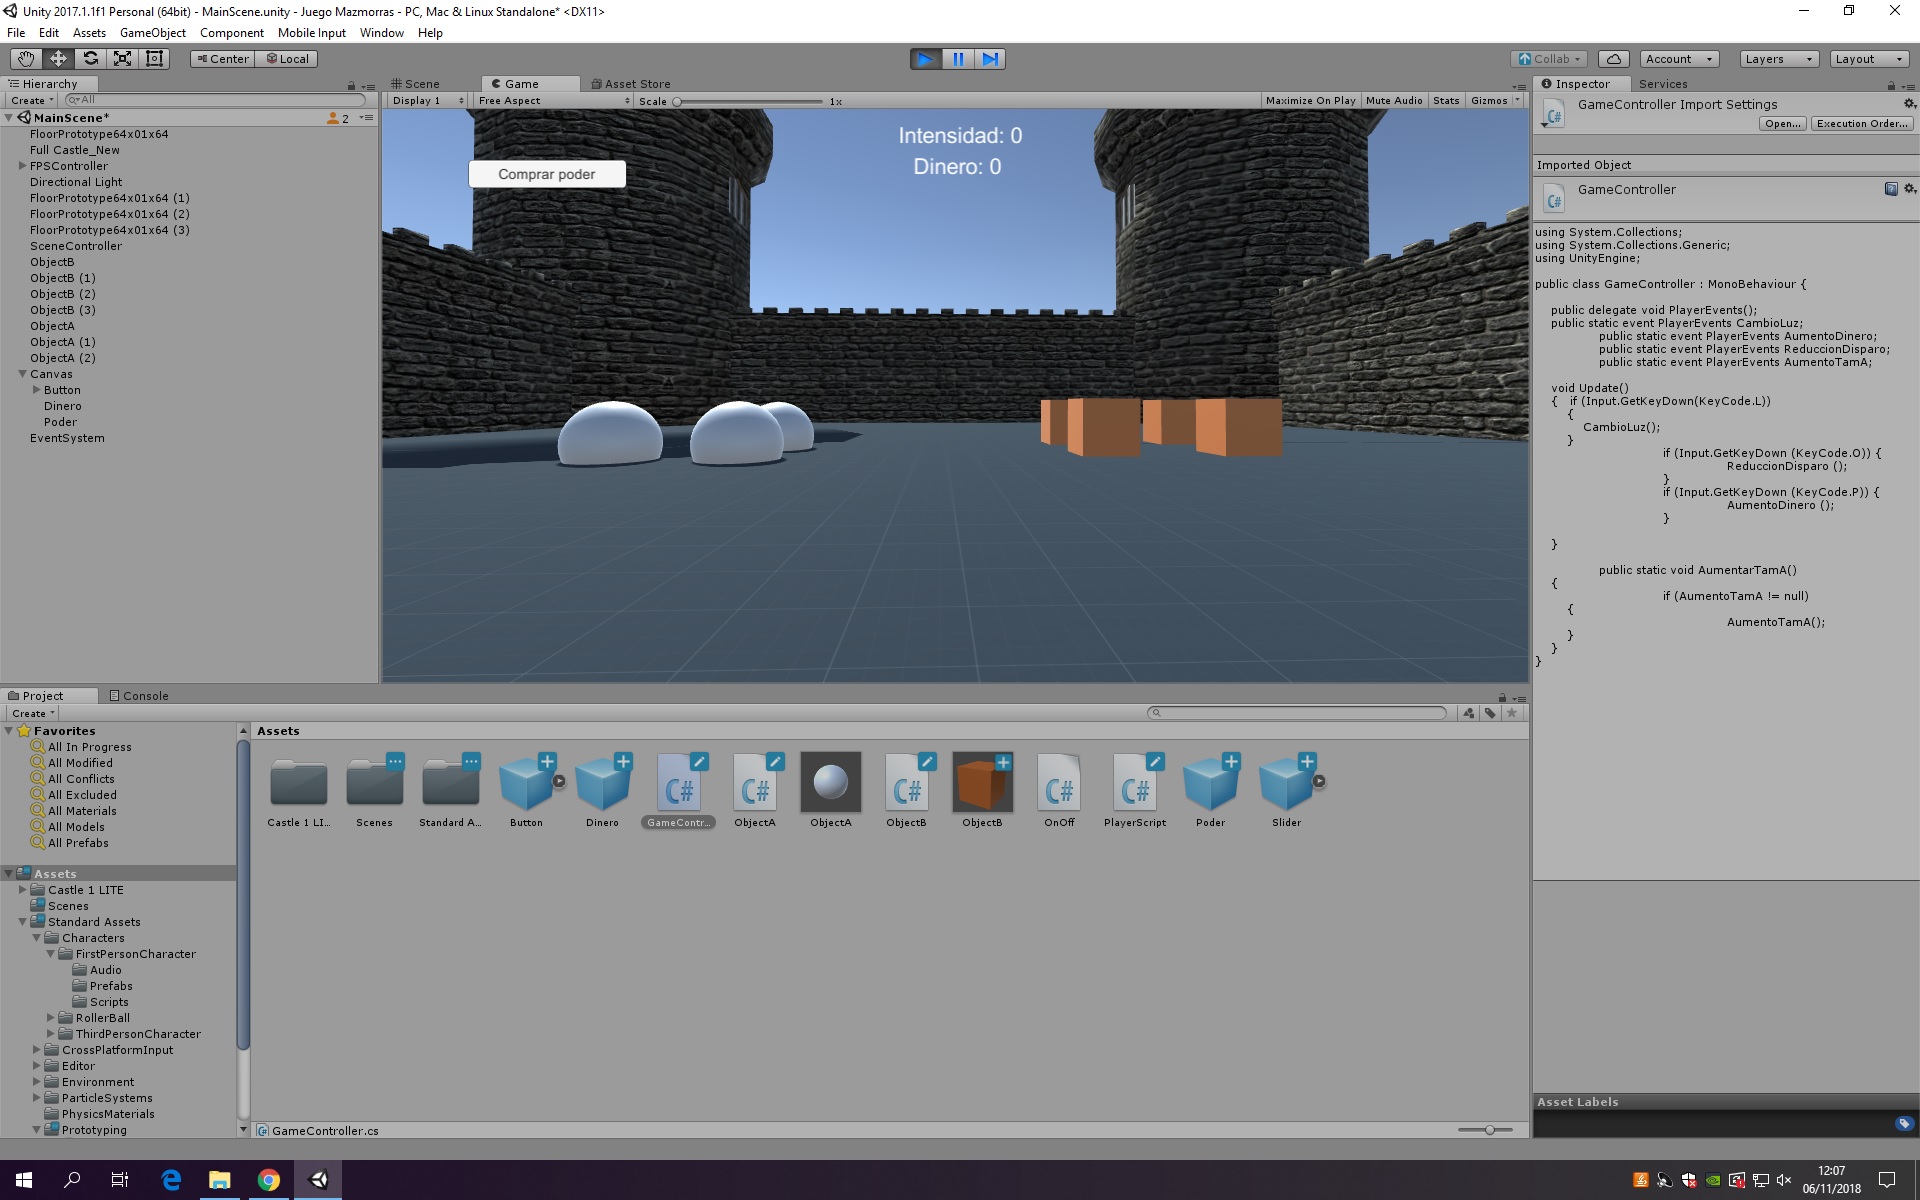 Unity 2017.1.1f1 Personal (64bit) - MainScene.unity - Juego Mazmorras - PC, Mac & Linux Standalone* <DX11>
File Edit Assets GameObject Component Mobile Input Window Help
Center Local
Collab Account Layers Layout
Hierarchy
Create All
MainScene* 2
FloorPrototype64x01x64
Full Castle_New
FPSController
Directional Light
FloorPrototype64x01x64 (1)
FloorPrototype64x01x64 (2)
FloorPrototype64x01x64 (3)
SceneController
ObjectB
ObjectB (1)
ObjectB (2)
ObjectB (3)
ObjectA
ObjectA (1)
ObjectA (2)
Canvas
Button
Dinero
Poder
EventSystem
Scene Game Asset Store
Display 1 Free Aspect Scale 1x Maximize On Play Mute Audio Stats Gizmos
Intensidad: 0
Dinero: 0
Comprar poder
Inspector Services
GameController Import Settings
Open... Execution Order...
Imported Object
GameController
using System.Collections;
using System.Collections.Generic;
using UnityEngine;
public class GameController : MonoBehaviour {
public delegate void PlayerEvents();
public static event PlayerEvents CambioLuz;
public static event PlayerEvents AumentoDinero;
public static event PlayerEvents ReduccionDisparo;
public static event PlayerEvents AumentoTamA;
void Update()
{ if (Input.GetKeyDown(KeyCode.L))
{
CambioLuz();
}
if (Input.GetKeyDown (KeyCode.O)) {
ReduccionDisparo ();
}
if (Input.GetKeyDown (KeyCode.P)) {
AumentoDinero ();
}
}
public static void AumentarTamA()
{
if (AumentoTamA != null)
{
AumentoTamA();
}
}
}
Asset Labels
Project Console
Create
Favorites
All In Progress
All Modified
All Conflicts
All Excluded
All Materials
All Models
All Prefabs
Assets
Castle 1 LITE
Scenes
Standard Assets
Characters
FirstPersonCharacter
Audio
Prefabs
Scripts
RollerBall
ThirdPersonCharacter
CrossPlatformInput
Editor
Environment
ParticleSystems
PhysicsMaterials
Prototyping
Assets
C# C# C# C# C#
Castle 1 LI... Scenes Standard A... Button Dinero GameContr... ObjectA ObjectA ObjectB ObjectB OnOff PlayerScript Poder Slider
GameController.cs
12:07
06/11/2018